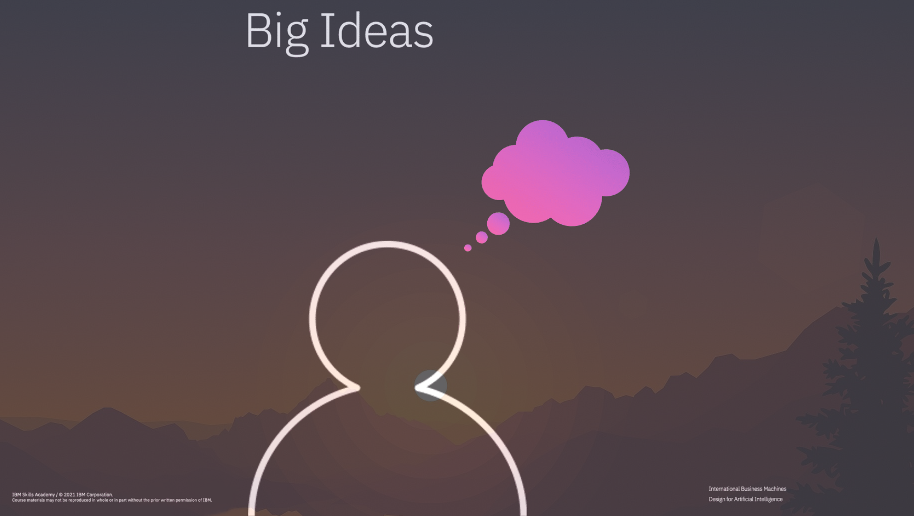 Big Ideas
IBM Skills Academy / © 2021 IBM Corporation
Course materials may not be reproduced in whole or in part without the prior written permission of IBM.
International Business Machines
Design for Artificial Intelligence